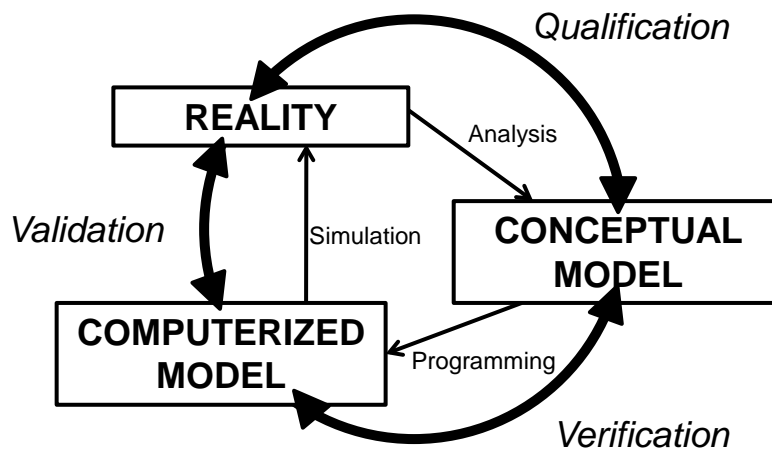 Qualification
REALITY
Analysis
Validation
Simulation
CONCEPTUAL
MODEL
COMPUTERIZED
MODEL
Programming
Verification